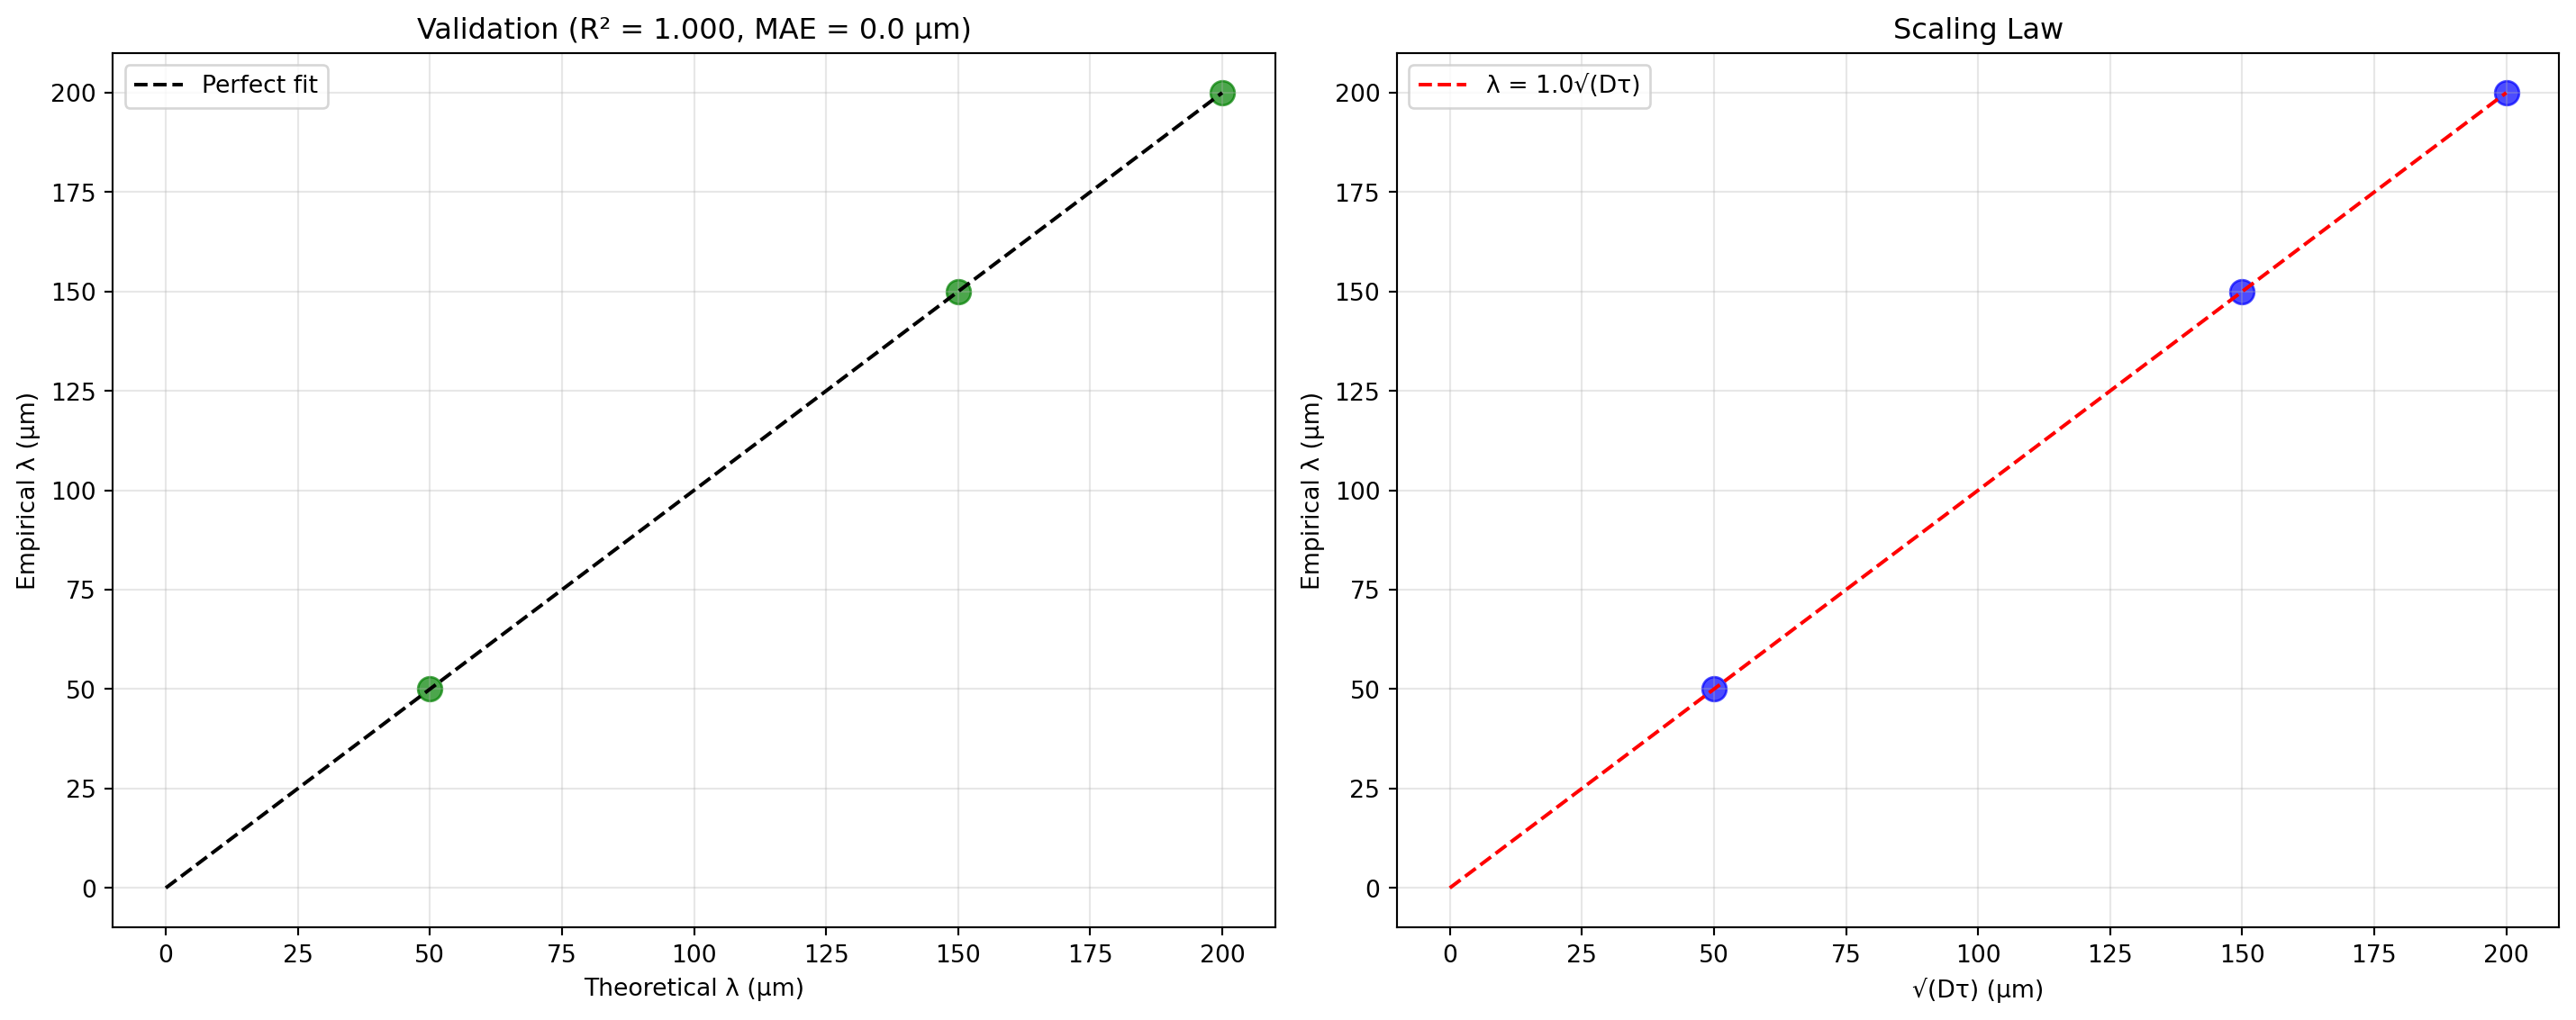 Validation (R² = 1.000, MAE = 0.0 μm)
Perfect fit
200
175
150
125
100
75
50
25
0
Empirical λ (μm)
0 25 50 75 100 125 150 175 200
Theoretical λ (μm)
Scaling Law
λ = 1.0√(Dτ)
200
175
150
125
100
75
50
25
0
Empirical λ (μm)
0 25 50 75 100 125 150 175 200
√(Dτ) (μm)